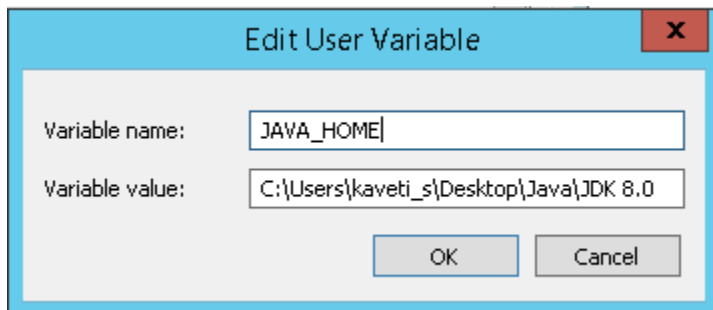 Edit User Variable
x
Variable name: JAVA_HOME
Variable value: C:\Users\kaveti_s\Desktop\Java\JDK 8.0
OK Cancel